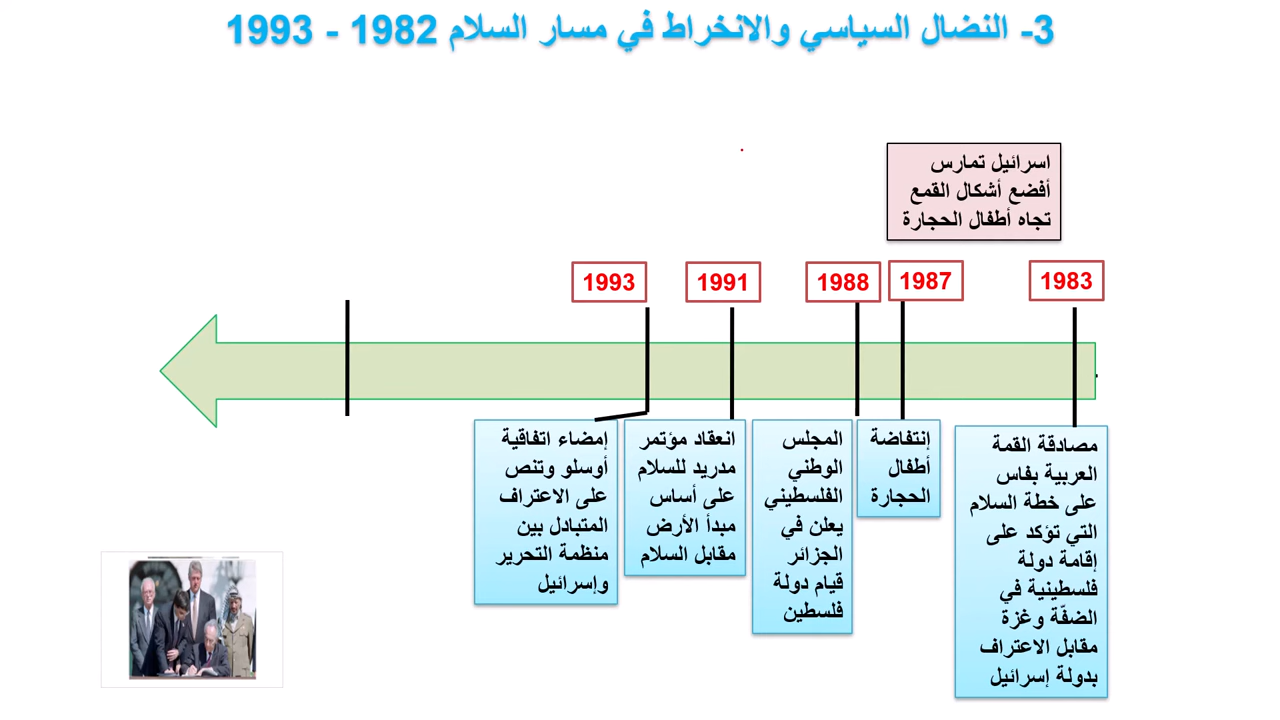 3- النضال السياسي والانخراط في مسار السلام 1982 - 1993
اسرائيل تمارس
أفضع أشكال القمع
تجاه أطفال الحجارة
1983
1987
1988
1991
1993
مصادقة القمة
العربية بفاس
على خطة السلام
التي تؤكد على
إقامة دولة
فلسطينية في
الضفّة وغزة
مقابل الاعتراف
بدولة إسرائيل
إنتفاضة
أطفال
الحجارة
المجلس
الوطني
الفلسطيني
يعلن في
الجزائر
قيام دولة
فلسطين
انعقاد مؤتمر
مدريد للسلام
على أساس
مبدأ الأرض
مقابل السلام
إمضاء اتفاقية
أوسلو وتنص
على الاعتراف
المتبادل بين
منظمة التحرير
وإسرائيل